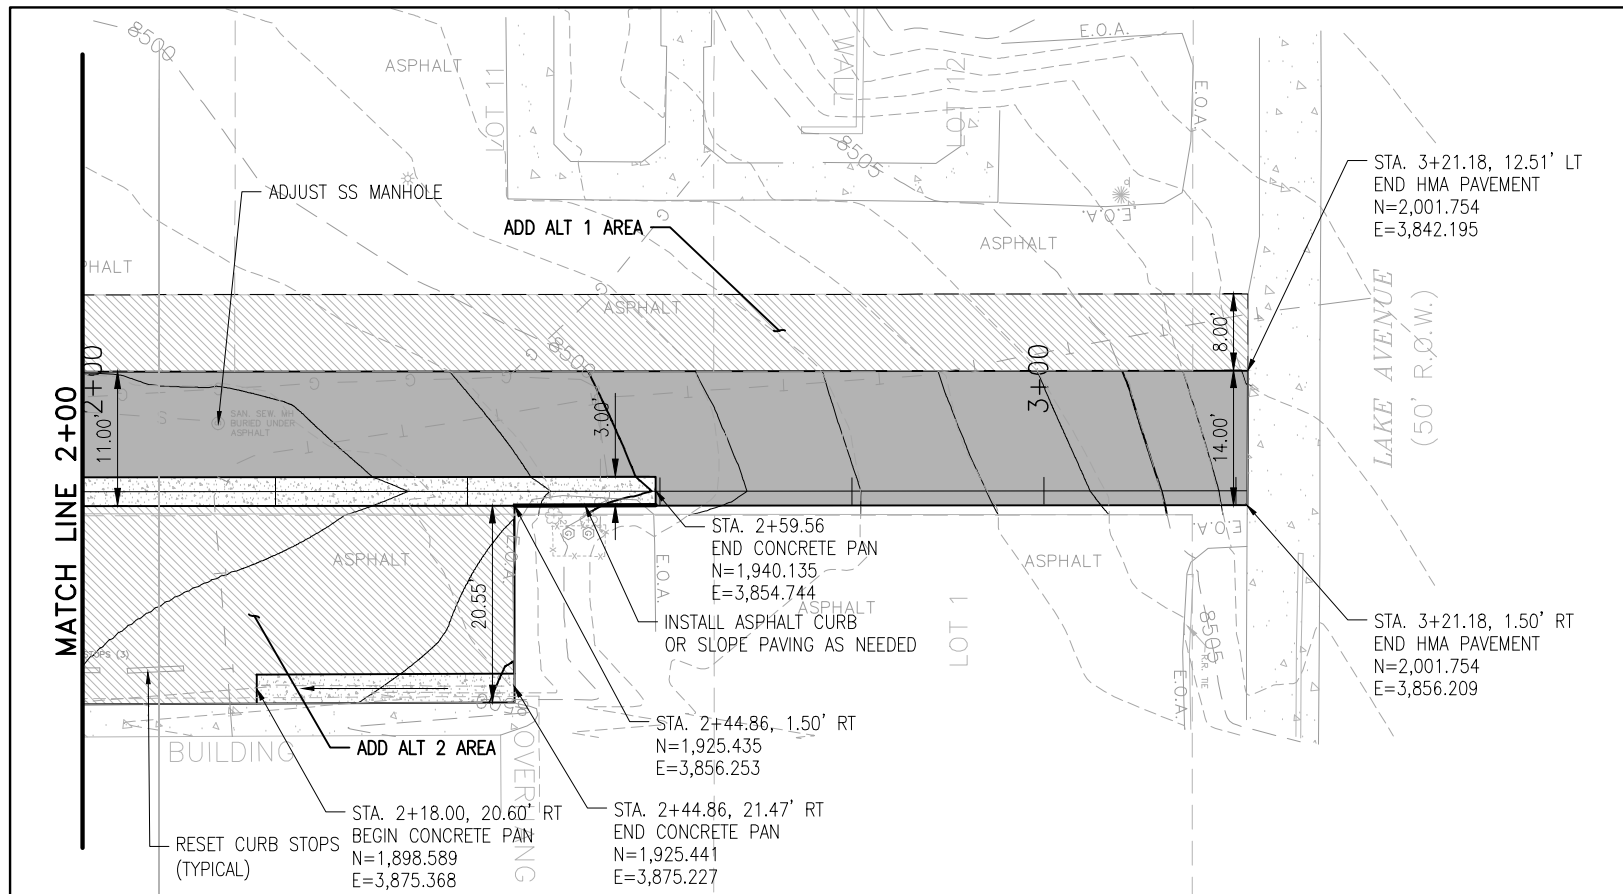 8500
ASPHALT
LOT 11
WALL
LOT 12
E.O.A.
E.O.A.
8505
E.O.A.
ASPHALT
ADJUST SS MANHOLE
ADD ALT 1 AREA
STA. 3+21.18, 12.51' LT
END HMA PAVEMENT
N=2,001.754
E=3,842.195
PHALT
ASPHALT
8.00'
LAKE AVENUE
(50' R.O.W.)
MATCH LINE 2+00
2+00
11.00'
G
G
S
S
T
T
SAN. SEW. MH
BURIED UNDER
ASPHALT
3.00'
3+00
14.00'
STA. 2+59.56
END CONCRETE PAN
N=1,940.135
E=3,854.744
ASPHALT
20.55'
E.O.A.
ASPHALT
ASPHALT
E.O.A.
INSTALL ASPHALT CURB
OR SLOPE PAVING AS NEEDED
LOT 1
E.O.A.
8505
R.R. TIE
STA. 3+21.18, 1.50' RT
END HMA PAVEMENT
N=2,001.754
E=3,856.209
STOPS (3)
STA. 2+44.86, 1.50' RT
N=1,925.435
E=3,856.253
BUILDING
ADD ALT 2 AREA
OVERHANG
STA. 2+18.00, 20.60' RT
BEGIN CONCRETE PAN
N=1,898.589
E=3,875.368
STA. 2+44.86, 21.47' RT
END CONCRETE PAN
N=1,925.441
E=3,875.227
RESET CURB STOPS
(TYPICAL)